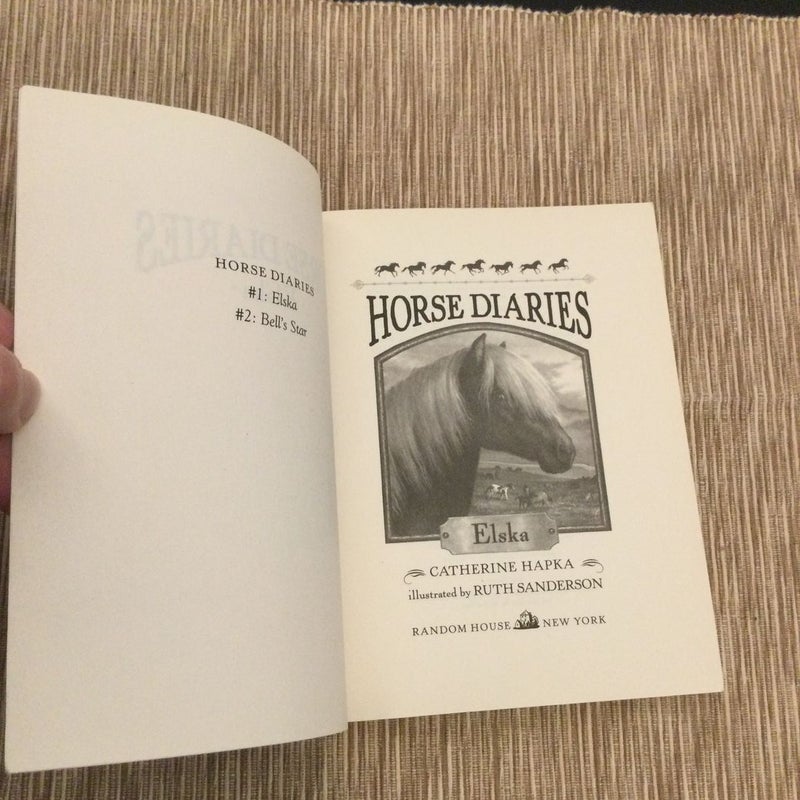 HORSE DIARIES
#1: Elska
#2: Bell's Star
HORSE DIARIES
Elska
CATHERINE HAPKA
illustrated by RUTH SANDERSON
RANDOM HOUSE NEW YORK